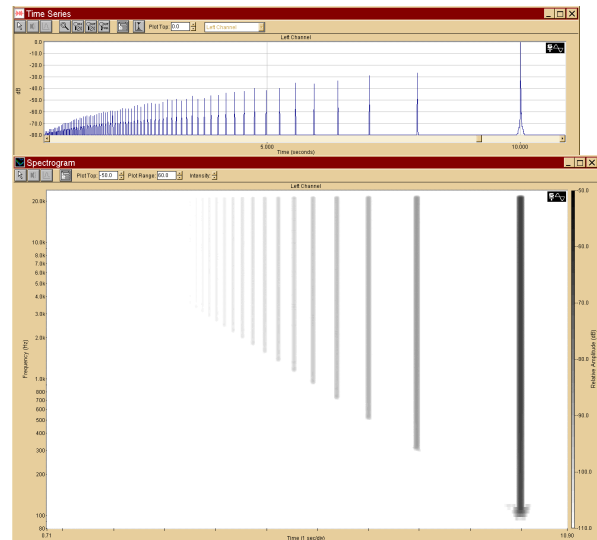 Time Series
Plot Top: 0.0 Left Channel
Left Channel
dB
0.0
-10.0
-20.0
-30.0
-40.0
-50.0
-60.0
-70.0
-80.0
5.000 10.000
Time (seconds)
Spectrogram
Plot Top: -50.0 Plot Range: 60.0 Intensity:
Left Channel
Frequency (Hz)
20.0k
10.0k
8.0k
7.0k
6.0k
5.0k
4.0k
3.0k
2.0k
1.0k
800
700
600
500
400
300
200
100
80
-50.0
-60.0
-70.0
-80.0
-90.0
-100.0
-110.0
Relative Amplitude (dB)
0.71 10.90
Time (1 sec/div)